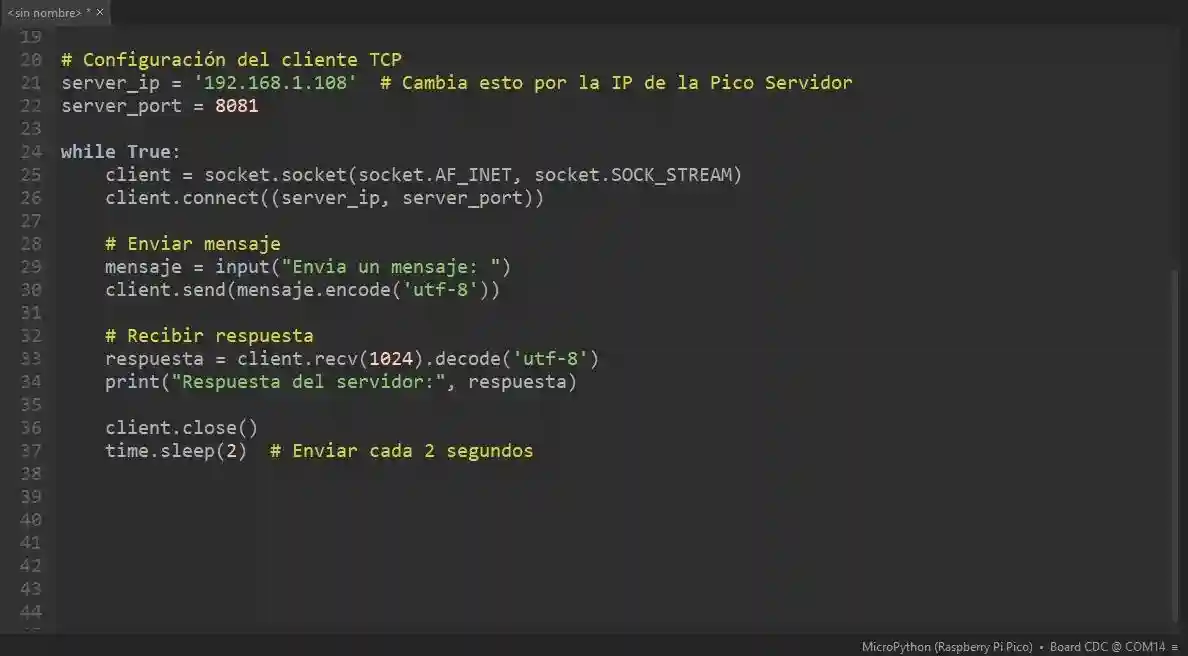 <sin nombre> * ×
19
20 # Configuración del cliente TCP
21 server_ip = '192.168.1.108'  # Cambia esto por la IP de la Pico Servidor
22 server_port = 8081
23
24 while True:
25     client = socket.socket(socket.AF_INET, socket.SOCK_STREAM)
26     client.connect((server_ip, server_port))
27
28     # Enviar mensaje
29     mensaje = input("Envia un mensaje: ")
30     client.send(mensaje.encode('utf-8'))
31
32     # Recibir respuesta
33     respuesta = client.recv(1024).decode('utf-8')
34     print("Respuesta del servidor:", respuesta)
35
36     client.close()
37     time.sleep(2)  # Enviar cada 2 segundos
38
39
40
41
42
43
44
MicroPython (Raspberry Pi Pico) • Board CDC @ COM14 ≡